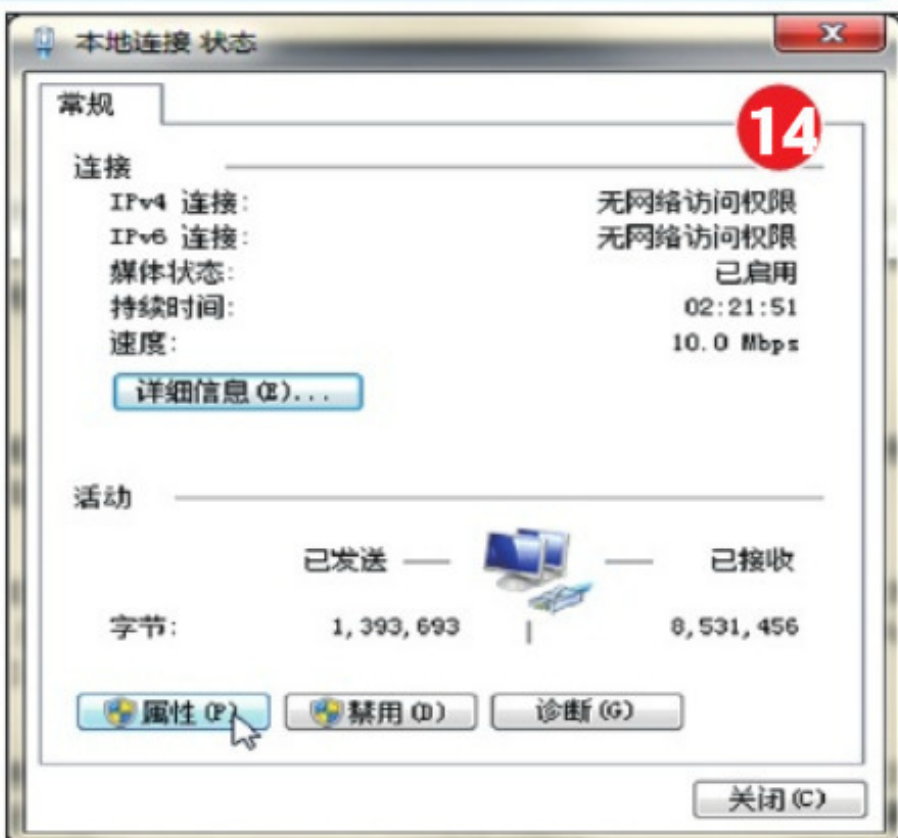 本地连接 状态
常规
14
连接
IPv4 连接: 无网络访问权限
IPv6 连接: 无网络访问权限
媒体状态: 已启用
持续时间: 02:21:51
速度: 10.0 Mbps
详细信息(E)...
活动
已发送 — — 已接收
字节: 1,393,693 | 8,531,456
属性(P) 禁用(D) 诊断(G)
关闭(C)